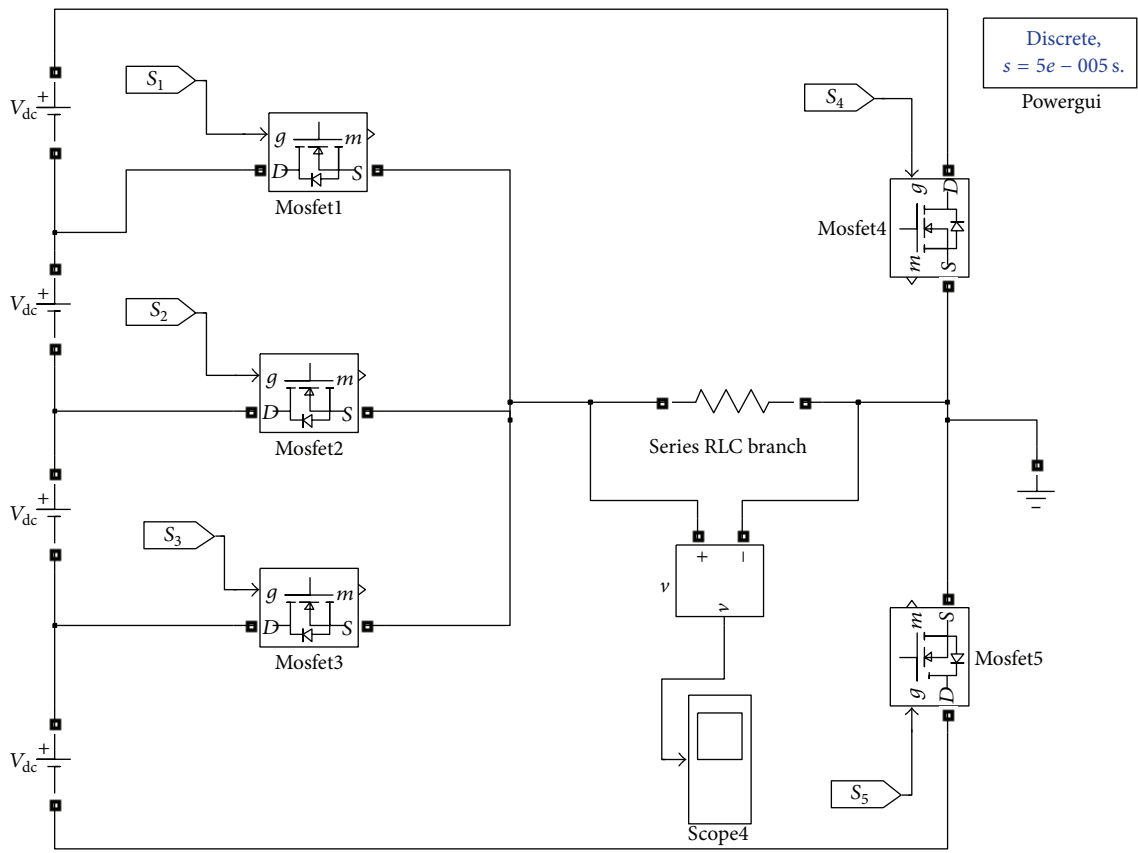 Discrete,
s = 5e − 005 s.
Powergui
S1
S4
+
Vdc
g m
D S
Mosfet1
g D
Mosfet4
m S
+
Vdc
S2
g m
D S
Mosfet2
Series RLC branch
+
Vdc
S3
g m
D S
Mosfet3
+ −
v
v
m S
Mosfet5
g D
+
Vdc
S5
Scope4